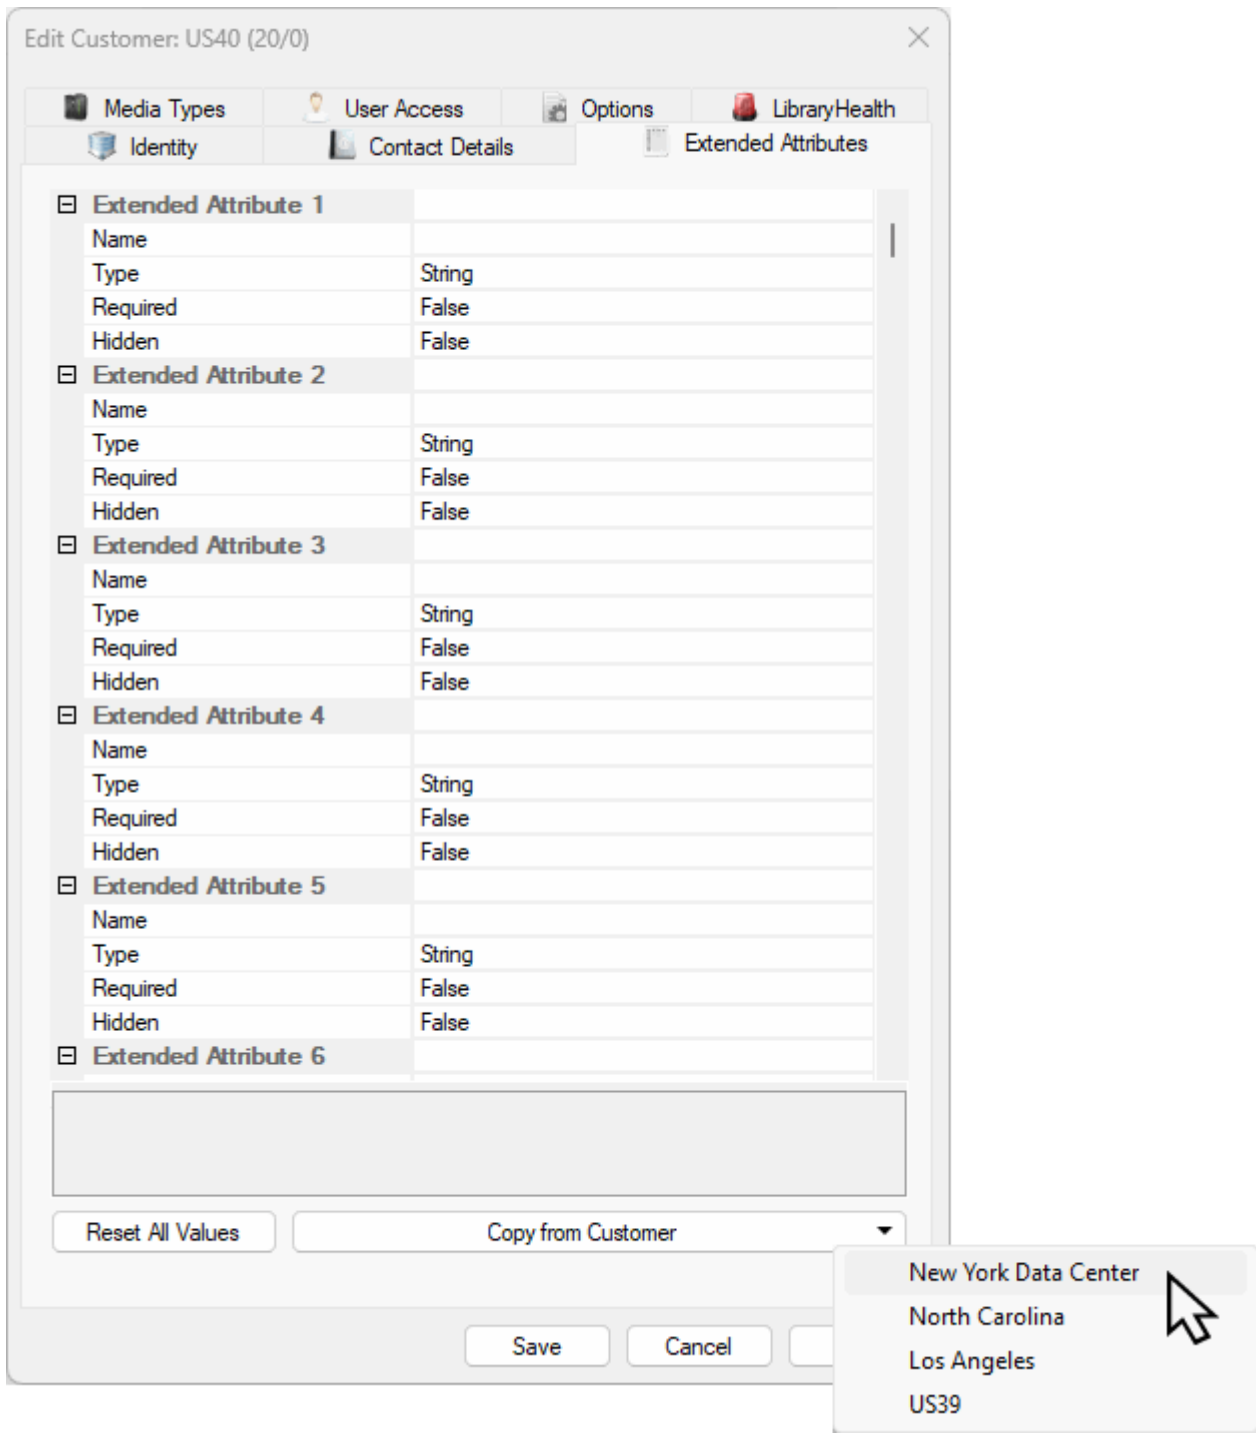 Edit Customer: US40 (20/0)
Media Types User Access Options LibraryHealth
Identity Contact Details Extended Attributes
Extended Attribute 1
Name
Type String
Required False
Hidden False
Extended Attribute 2
Name
Type String
Required False
Hidden False
Extended Attribute 3
Name
Type String
Required False
Hidden False
Extended Attribute 4
Name
Type String
Required False
Hidden False
Extended Attribute 5
Name
Type String
Required False
Hidden False
Extended Attribute 6
Reset All Values Copy from Customer
New York Data Center
North Carolina
Los Angeles
US39
Save Cancel